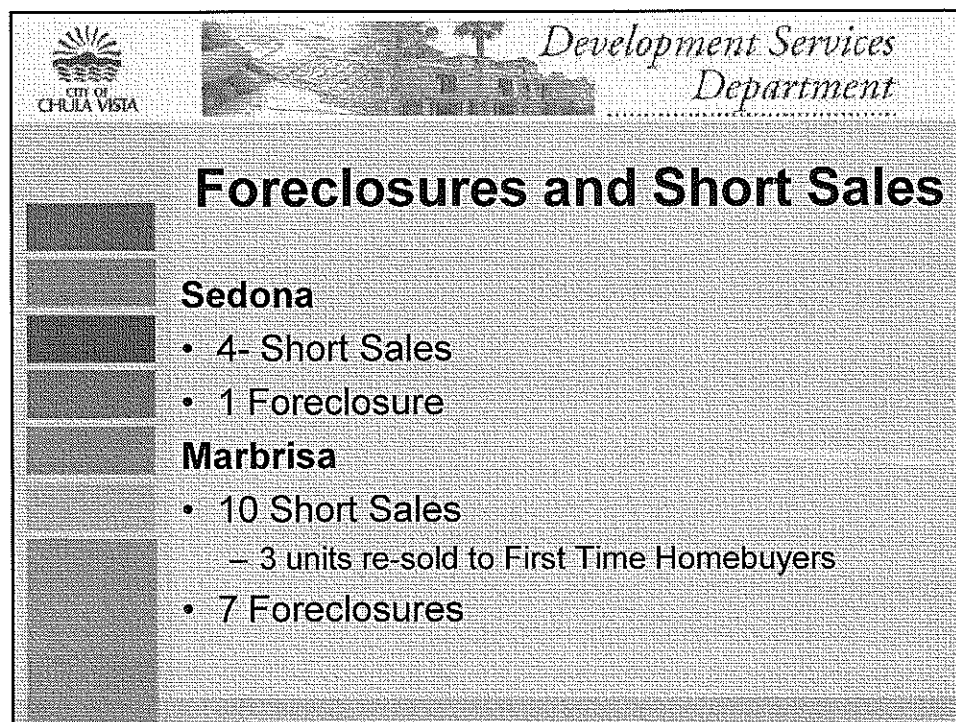 CITY OF
CHULA VISTA
Development Services
Department
Foreclosures and Short Sales
Sedona
• 4- Short Sales
• 1 Foreclosure
Marbrisa
• 10 Short Sales
– 3 units re-sold to First Time Homebuyers
• 7 Foreclosures